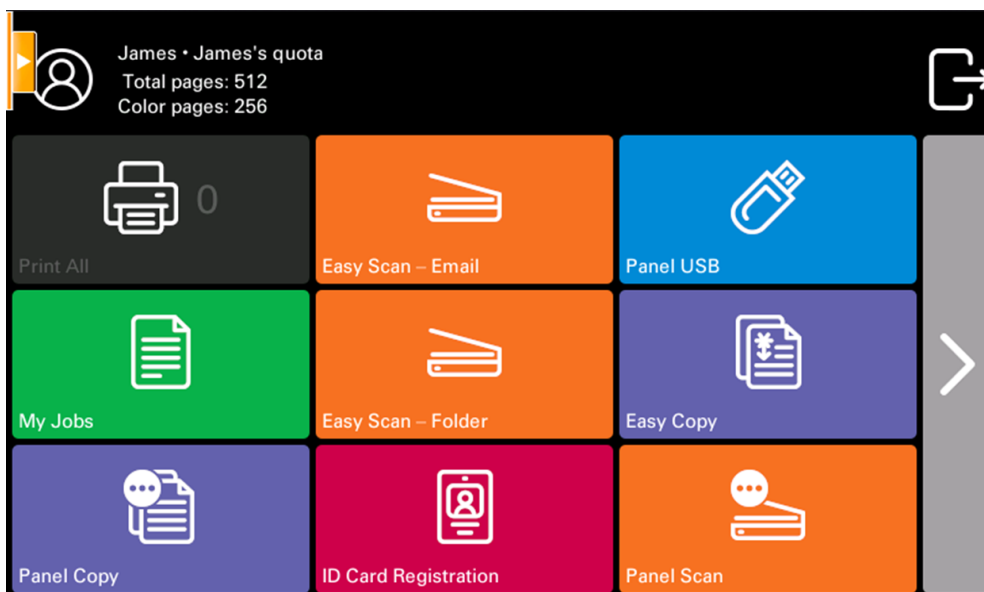 James • James's quota
Total pages: 512
Color pages: 256
0
Print All
Easy Scan – Email
Panel USB
My Jobs
Easy Scan – Folder
¥
Easy Copy
Panel Copy
ID Card Registration
Panel Scan